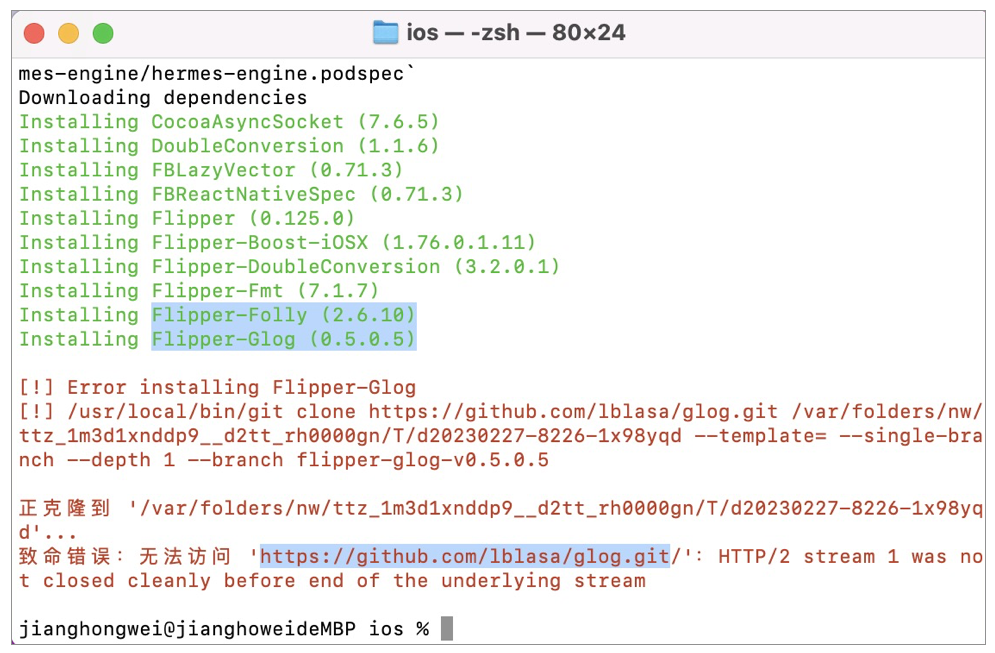 ios — -zsh — 80×24
mes-engine/hermes-engine.podspec`
Downloading dependencies
Installing CocoaAsyncSocket (7.6.5)
Installing DoubleConversion (1.1.6)
Installing FBLazyVector (0.71.3)
Installing FBReactNativeSpec (0.71.3)
Installing Flipper (0.125.0)
Installing Flipper-Boost-iOSX (1.76.0.1.11)
Installing Flipper-DoubleConversion (3.2.0.1)
Installing Flipper-Fmt (7.1.7)
Installing Flipper-Folly (2.6.10)
Installing Flipper-Glog (0.5.0.5)
[!] Error installing Flipper-Glog
[!] /usr/local/bin/git clone https://github.com/lblasa/glog.git /var/folders/nw/
ttz_1m3d1xnddp9__d2tt_rh0000gn/T/d20230227-8226-1x98yqd --template= --single-bra
nch --depth 1 --branch flipper-glog-v0.5.0.5
正克隆到 '/var/folders/nw/ttz_1m3d1xnddp9__d2tt_rh0000gn/T/d20230227-8226-1x98yq
d'...
致命错误：无法访问 'https://github.com/lblasa/glog.git/'：HTTP/2 stream 1 was no
t closed cleanly before end of the underlying stream
jianghongwei@jianghoweideMBP ios %